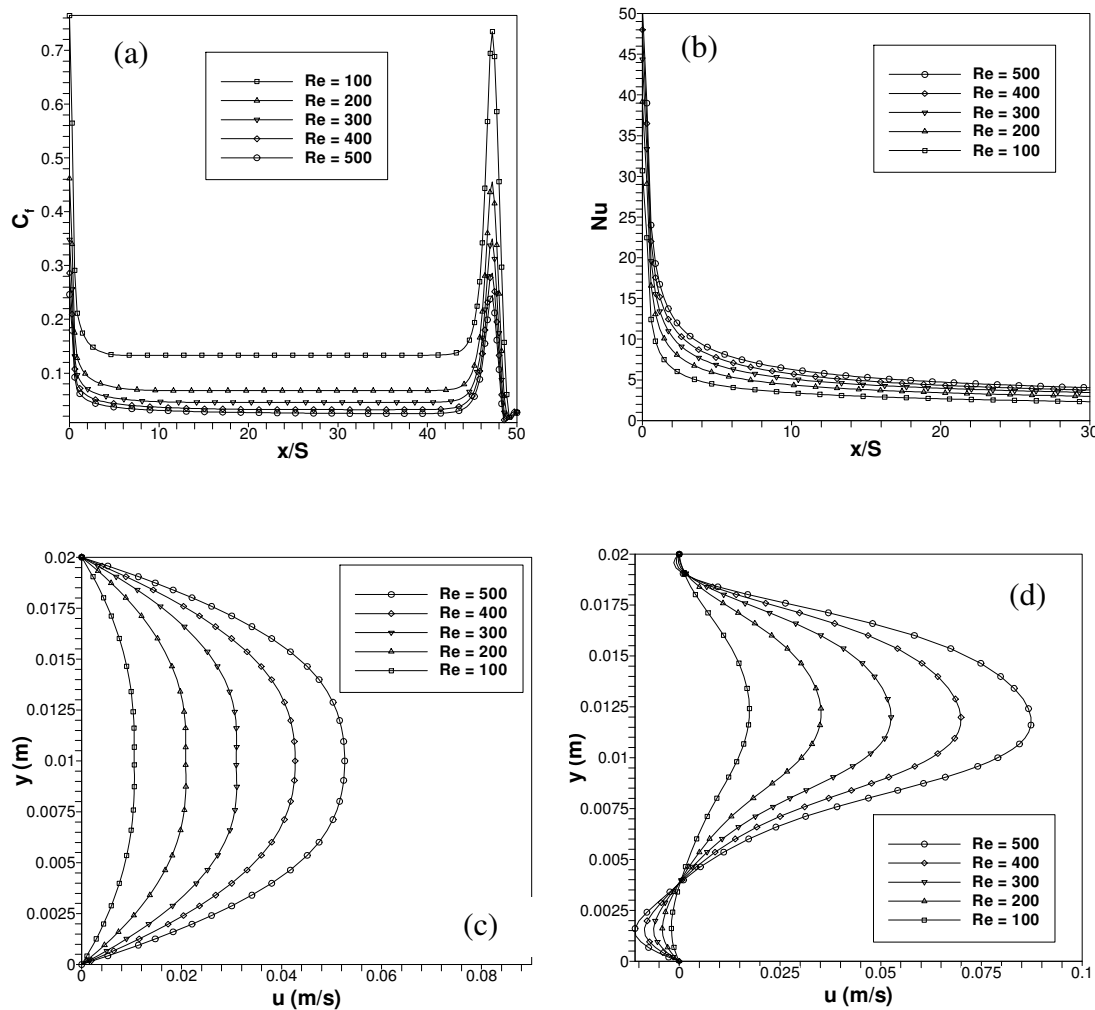 (a)
Re = 100
Re = 200
Re = 300
Re = 400
Re = 500
0.7
0.6
0.5
0.4
0.3
0.2
0.1
C_f
0 10 20 30 40 50
x/S
(b)
Re = 500
Re = 400
Re = 300
Re = 200
Re = 100
50
45
40
35
30
25
20
15
10
5
0
Nu
0 10 20 30
x/S
(c)
Re = 500
Re = 400
Re = 300
Re = 200
Re = 100
0.02
0.0175
0.015
0.0125
0.01
0.0075
0.005
0.0025
0
y (m)
0 0.02 0.04 0.06 0.08
u (m/s)
(d)
0.02
0.0175
0.015
0.0125
0.01
0.0075
0.005
0.0025
0
y (m)
Re = 500
Re = 400
Re = 300
Re = 200
Re = 100
0 0.025 0.05 0.075 0.1
u (m/s)